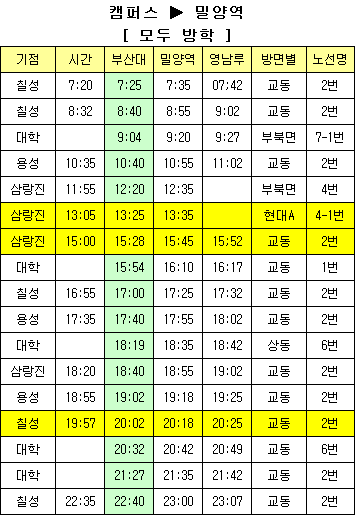 캠퍼스 ▶ 밀양역
[ 모두 방학 ]
기점 시간 부산대 밀양역 영남루 방면별 노선명
칠성 7:20 7:25 7:35 07;42 교동 2번
칠성 8:32 8:40 8:55 9:02 교동 2번
대학 9:04 9:20 9:27 부북면 7-1번
용성 10:35 10:40 10:55 11:02 교동 2번
삼랑진 11:55 12:20 12:35 부북면 4번
삼랑진 13:05 13:25 13:35 현대A 4-1번
삼랑진 15:00 15:28 15:45 15;52 교동 2번
대학 15:54 16:10 16:17 교동 1번
칠성 16:55 17:00 17:25 17:32 교동 2번
용성 17:35 17:40 17:55 18:02 교동 2번
대학 18:19 18:35 18:42 상동 6번
삼랑진 18:20 18:40 18:55 19:02 교동 2번
용성 18:55 19:02 19:18 19:25 교동 2번
칠성 19:57 20:02 20:18 20:25 교동 2번
대학 20:32 20:42 20:49 교동 6번
대학 21:27 21:35 21:42 교동 2번
칠성 22:35 22:40 23:00 23:07 교동 2번